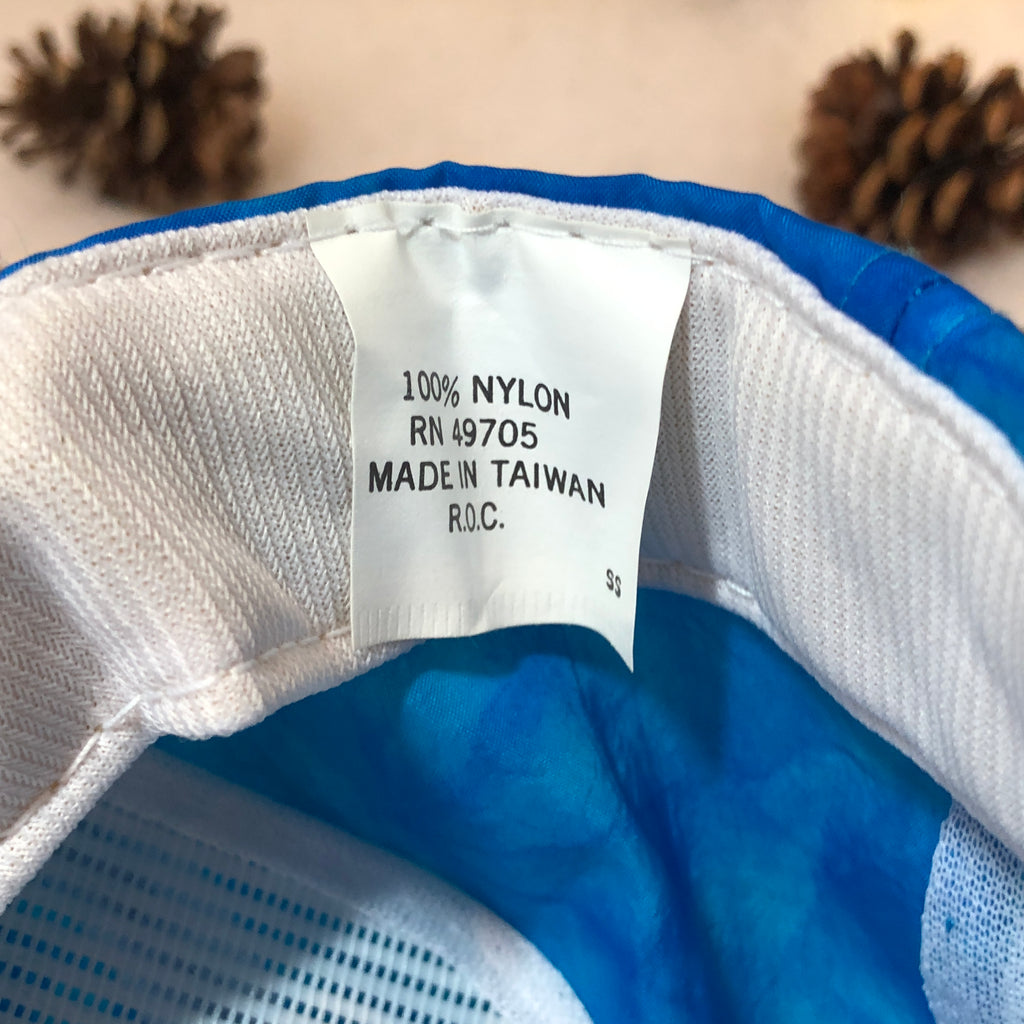 100% NYLON
RN 49705
MADE IN TAIWAN
R.O.C.
SS